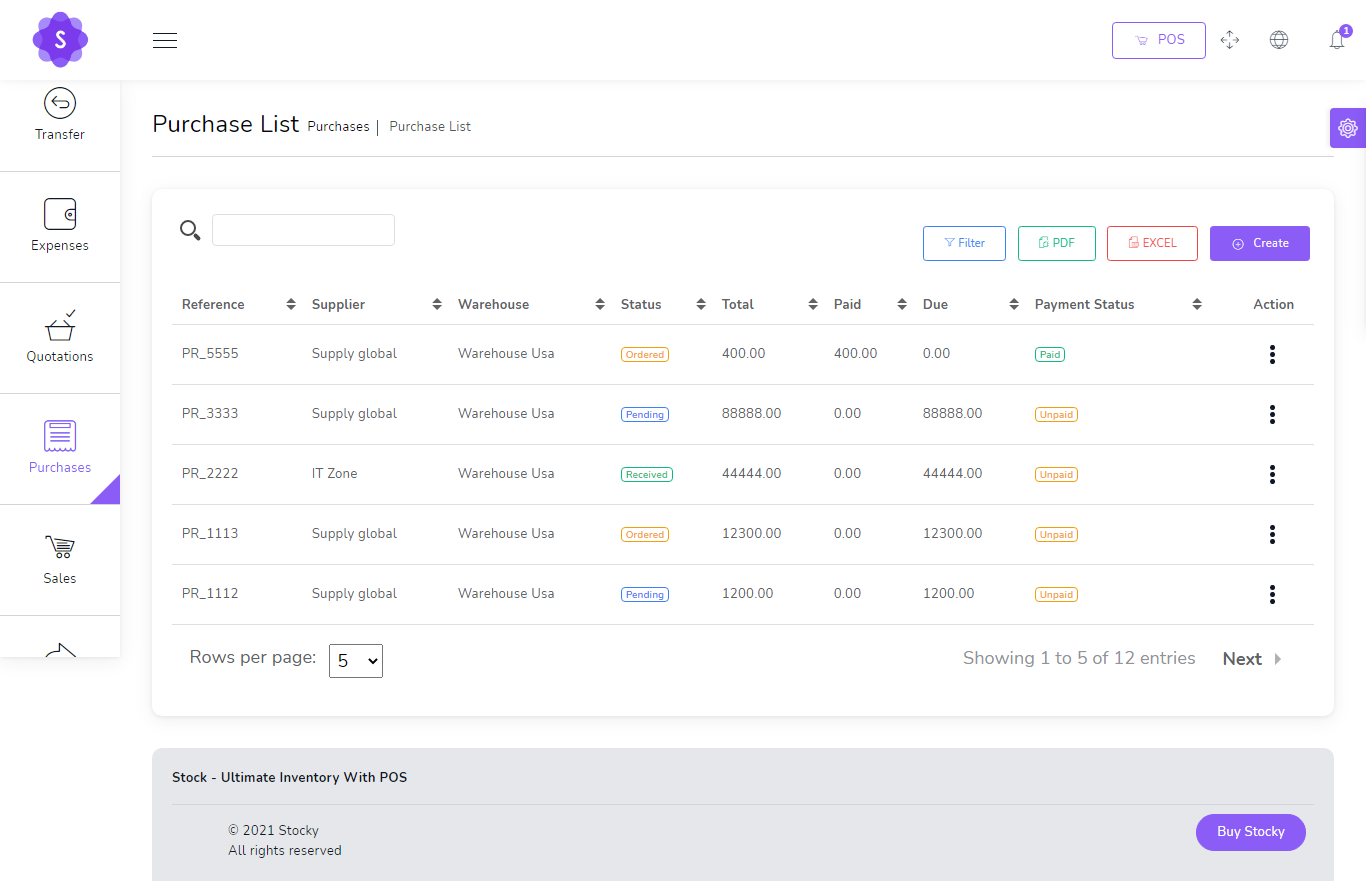 S
POS
1
Transfer
Expenses
Quotations
Purchases
Sales
Purchase List Purchases | Purchase List
Filter PDF EXCEL Create
Reference Supplier Warehouse Status Total Paid Due Payment Status Action
PR_5555 Supply global Warehouse Usa Ordered 400.00 400.00 0.00 Paid
PR_3333 Supply global Warehouse Usa Pending 88888.00 0.00 88888.00 Unpaid
PR_2222 IT Zone Warehouse Usa Received 44444.00 0.00 44444.00 Unpaid
PR_1113 Supply global Warehouse Usa Ordered 12300.00 0.00 12300.00 Unpaid
PR_1112 Supply global Warehouse Usa Pending 1200.00 0.00 1200.00 Unpaid
Rows per page: 5 Showing 1 to 5 of 12 entries Next
Stock - Ultimate Inventory With POS
© 2021 Stocky
All rights reserved
Buy Stocky